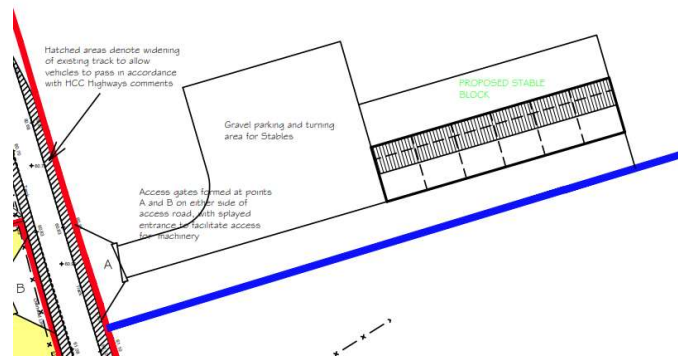 Hatched areas denote widening
of existing track to allow
vehicles to pass in accordance
with HCC Highways comments
PROPOSED STABLE
BLOCK
Gravel parking and turning
area for Stables
Access gates formed at points
A and B on either side of
access road, with splayed
entrance to facilitate access
for machinery
A
B